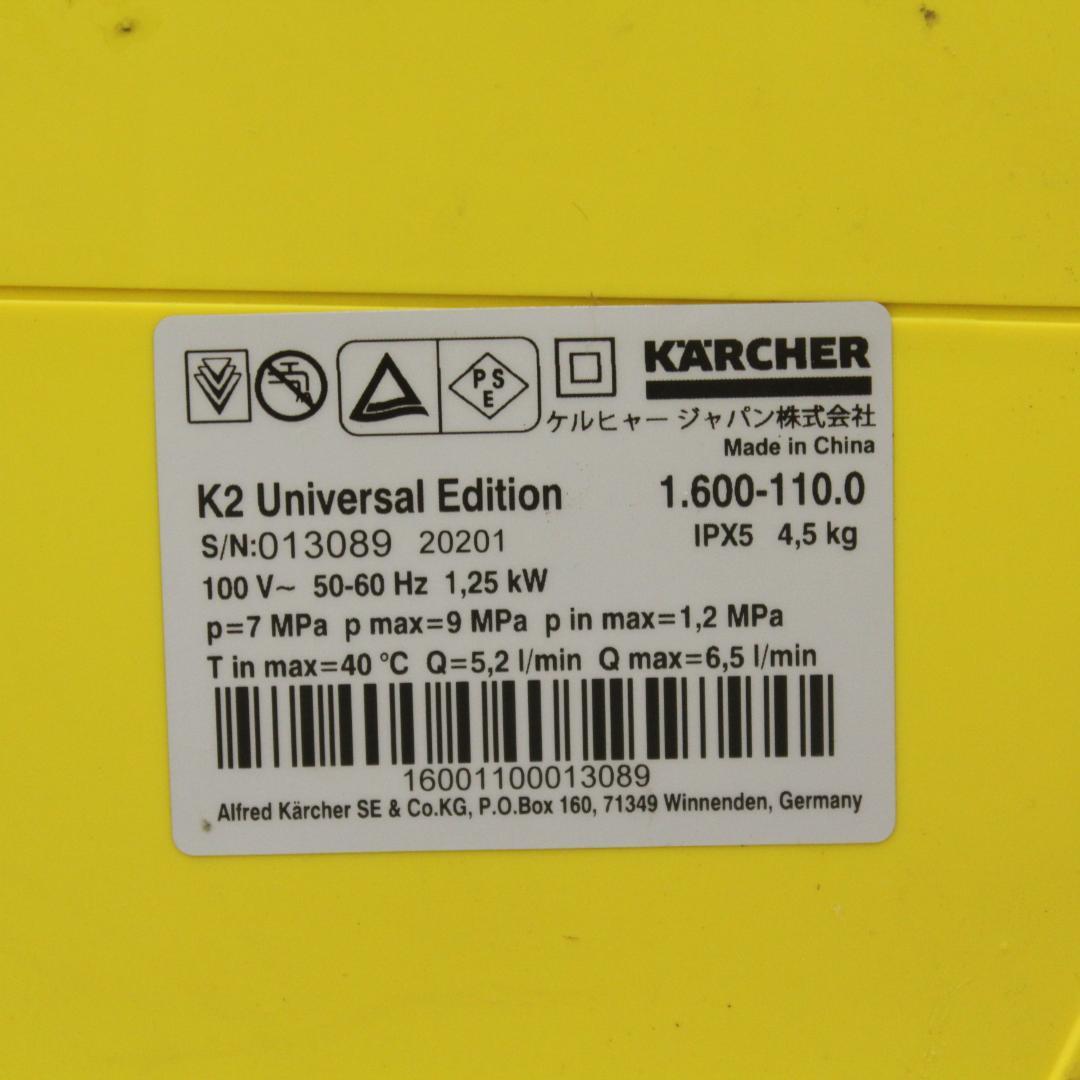 P S
E
KÄRCHER
ケルヒャー ジャパン株式会社
Made in China
K2 Universal Edition 1.600-110.0
S/N:013089 20201 IPX5 4,5 kg
100 V~ 50-60 Hz 1,25 kW
p=7 MPa p max=9 MPa p in max=1,2 MPa
T in max=40 °C Q=5,2 l/min Q max=6,5 l/min
16001100013089
Alfred Kärcher SE & Co.KG, P.O.Box 160, 71349 Winnenden, Germany